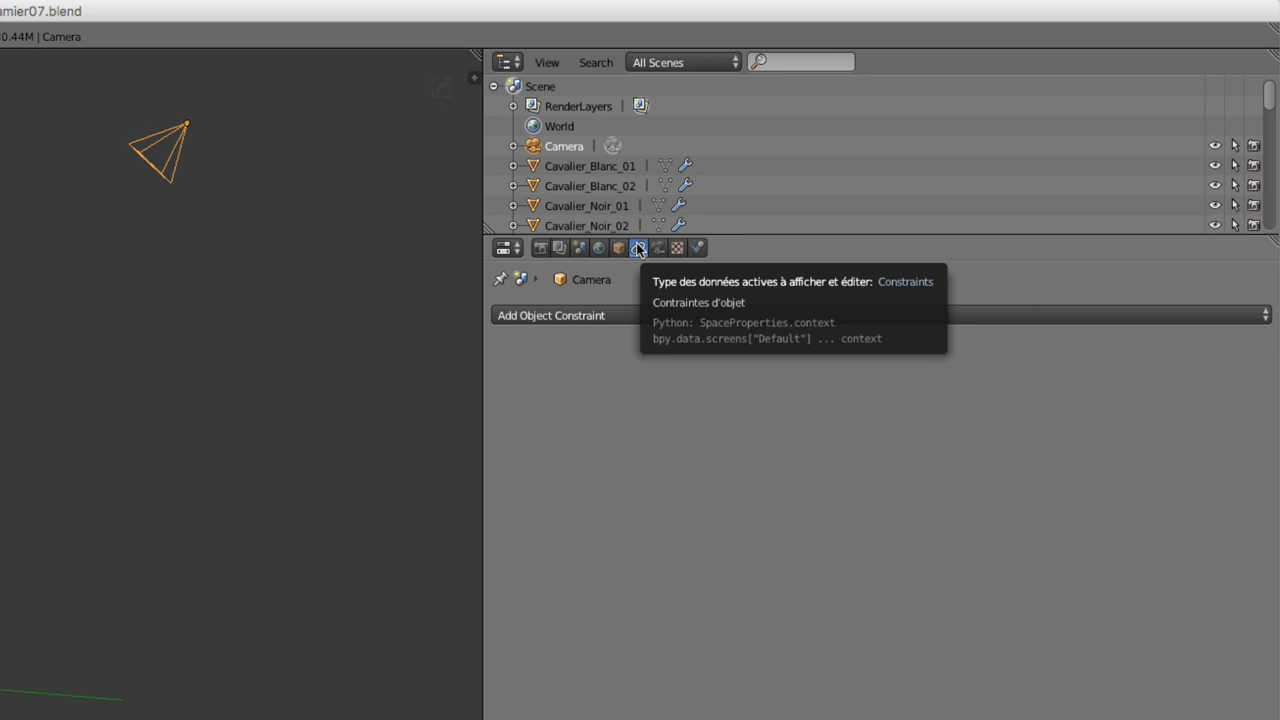 amier07.blend
0.44M | Camera
View Search All Scenes
Scene
RenderLayers |
World
Camera |
Cavalier_Blanc_01 |
Cavalier_Blanc_02 |
Cavalier_Noir_01 |
Cavalier_Noir_02 |
Camera
Type des données actives à afficher et éditer: Constraints
Contraintes d'objet
Add Object Constraint
Python: SpaceProperties.context
bpy.data.screens["Default"] ... context